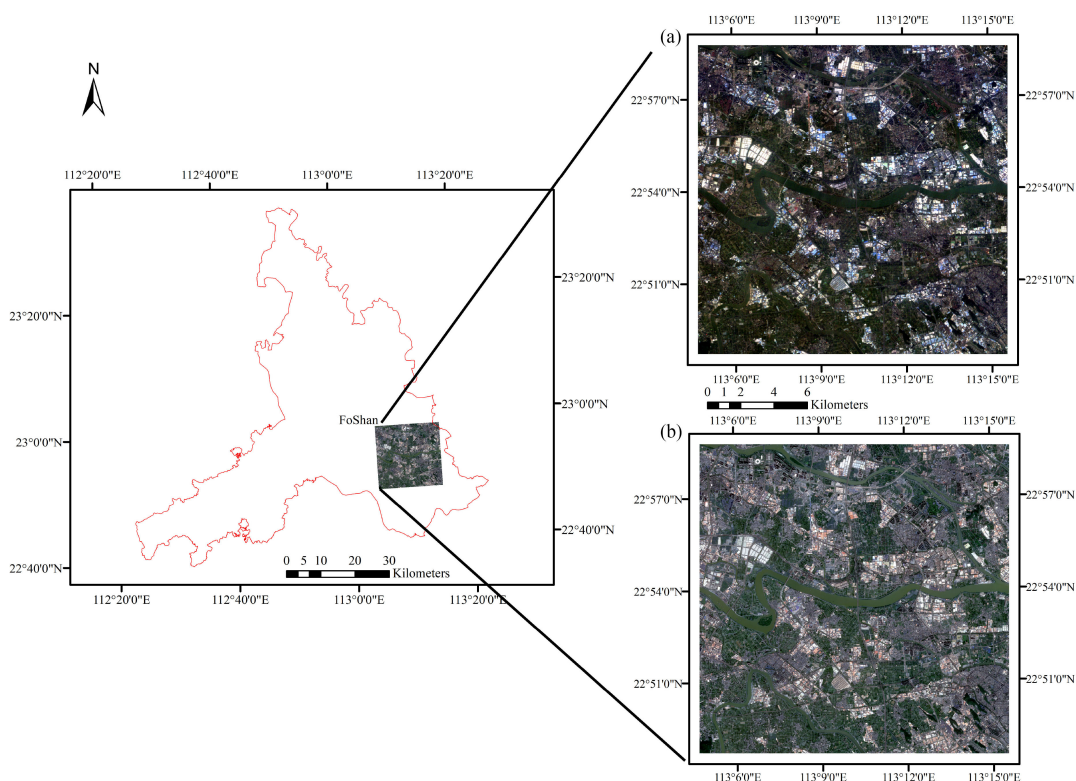 N
112°20'0"E 112°40'0"E 113°0'0"E 113°20'0"E
23°20'0"N
23°20'0"N
23°0'0"N
FoShan
23°0'0"N
22°40'0"N
22°40'0"N
0 5 10 20 30
Kilometers
112°20'0"E 112°40'0"E 113°0'0"E 113°20'0"E
(a)
113°6'0"E 113°9'0"E 113°12'0"E 113°15'0"E
22°57'0"N 22°57'0"N
22°54'0"N 22°54'0"N
22°51'0"N 22°51'0"N
113°6'0"E 113°9'0"E 113°12'0"E 113°15'0"E
0 1 2 4 6
Kilometers
(b)
113°6'0"E 113°9'0"E 113°12'0"E 113°15'0"E
22°57'0"N 22°57'0"N
22°54'0"N 22°54'0"N
22°51'0"N 22°51'0"N
113°6'0"E 113°9'0"E 113°12'0"E 113°15'0"E